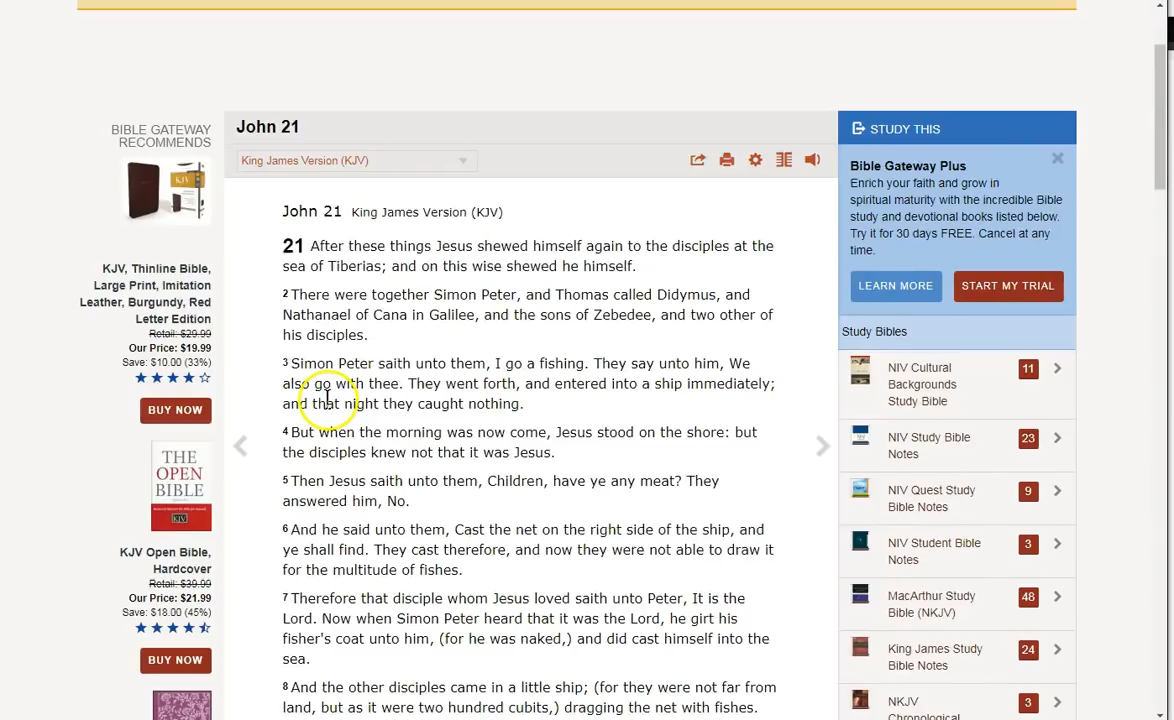 BIBLE GATEWAY
RECOMMENDS
KJV, Thinline Bible,
Large Print, Imitation
Leather, Burgundy, Red
Letter Edition
Retail: $29.99
Our Price: $19.99
Save: $10.00 (33%)
BUY NOW
THE
OPEN
BIBLE
KJV
KJV Open Bible,
Hardcover
Retail: $39.99
Our Price: $21.99
Save: $18.00 (45%)
BUY NOW
John 21
King James Version (KJV)
John 21 King James Version (KJV)
21 After these things Jesus shewed himself again to the disciples at the
sea of Tiberias; and on this wise shewed he himself.
2 There were together Simon Peter, and Thomas called Didymus, and
Nathanael of Cana in Galilee, and the sons of Zebedee, and two other of
his disciples.
3 Simon Peter saith unto them, I go a fishing. They say unto him, We
also go with thee. They went forth, and entered into a ship immediately;
and that night they caught nothing.
4 But when the morning was now come, Jesus stood on the shore: but
the disciples knew not that it was Jesus.
5 Then Jesus saith unto them, Children, have ye any meat? They
answered him, No.
6 And he said unto them, Cast the net on the right side of the ship, and
ye shall find. They cast therefore, and now they were not able to draw it
for the multitude of fishes.
7 Therefore that disciple whom Jesus loved saith unto Peter, It is the
Lord. Now when Simon Peter heard that it was the Lord, he girt his
fisher's coat unto him, (for he was naked,) and did cast himself into the
sea.
8 And the other disciples came in a little ship; (for they were not far from
land, but as it were two hundred cubits,) dragging the net with fishes.
STUDY THIS
Bible Gateway Plus
Enrich your faith and grow in
spiritual maturity with the incredible Bible
study and devotional books listed below.
Try it for 30 days FREE. Cancel at any
time.
LEARN MORE
START MY TRIAL
Study Bibles
NIV Cultural
Backgrounds
Study Bible
11
NIV Study Bible
Notes
23
NIV Quest Study
Bible Notes
9
NIV Student Bible
Notes
3
MacArthur Study
Bible (NKJV)
48
King James Study
Bible Notes
24
NKJV
Chronological
3